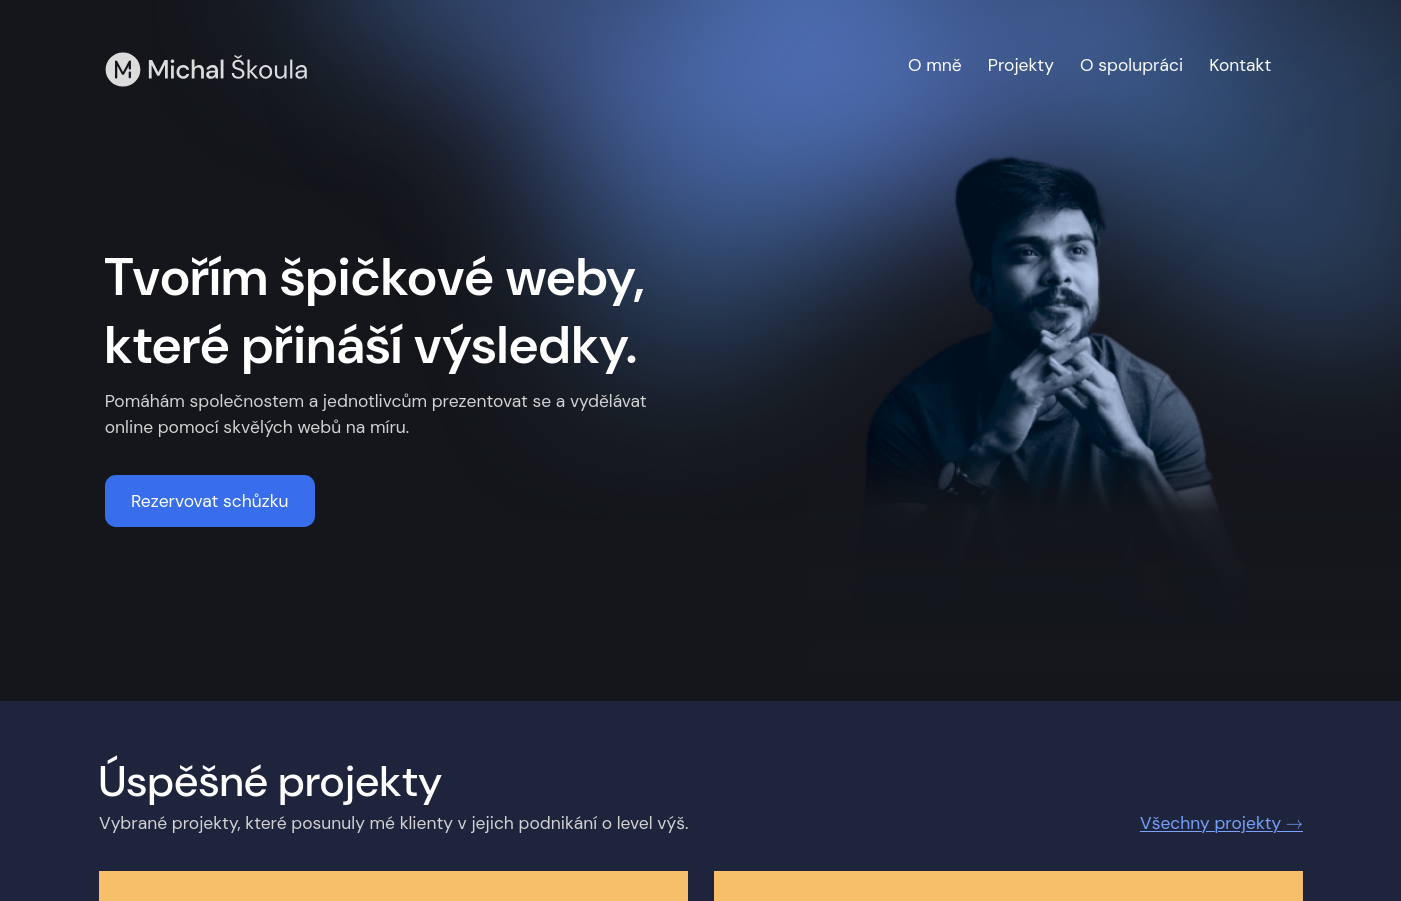 Michal Škoula
O mně Projekty O spolupráci Kontakt
Tvořím špičkové weby,
které přináší výsledky.
Pomáhám společnostem a jednotlivcům prezentovat se a vydělávat
online pomocí skvělých webů na míru.
Rezervovat schůzku
Úspěšné projekty
Vybrané projekty, které posunuly mé klienty v jejich podnikání o level výš.
Všechny projekty →